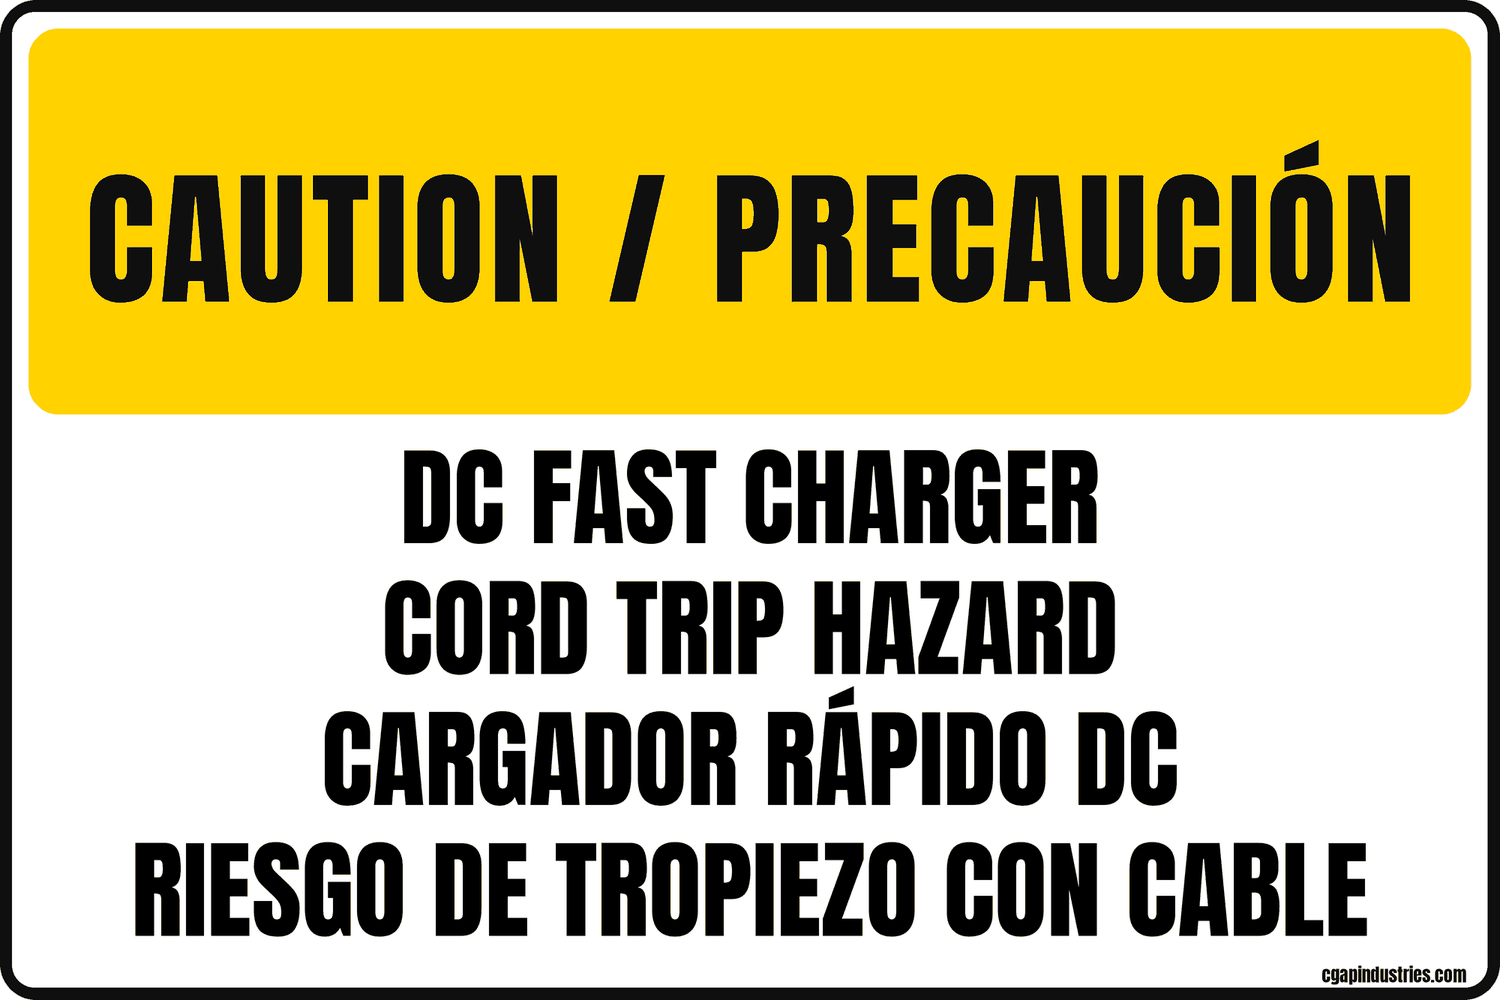 CAUTION / PRECAUCIÓN
DC FAST CHARGER
CORD TRIP HAZARD
CARGADOR RÁPIDO DC
RIESGO DE TROPIEZO CON CABLE
cgapindustries.com